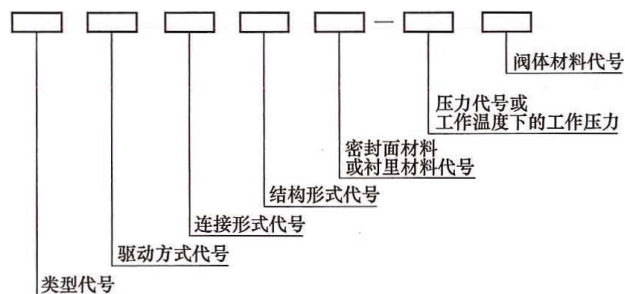 阀体材料代号
压力代号或
工作温度下的工作压力
密封面材料
或衬里材料代号
结构形式代号
连接形式代号
驱动方式代号
类型代号